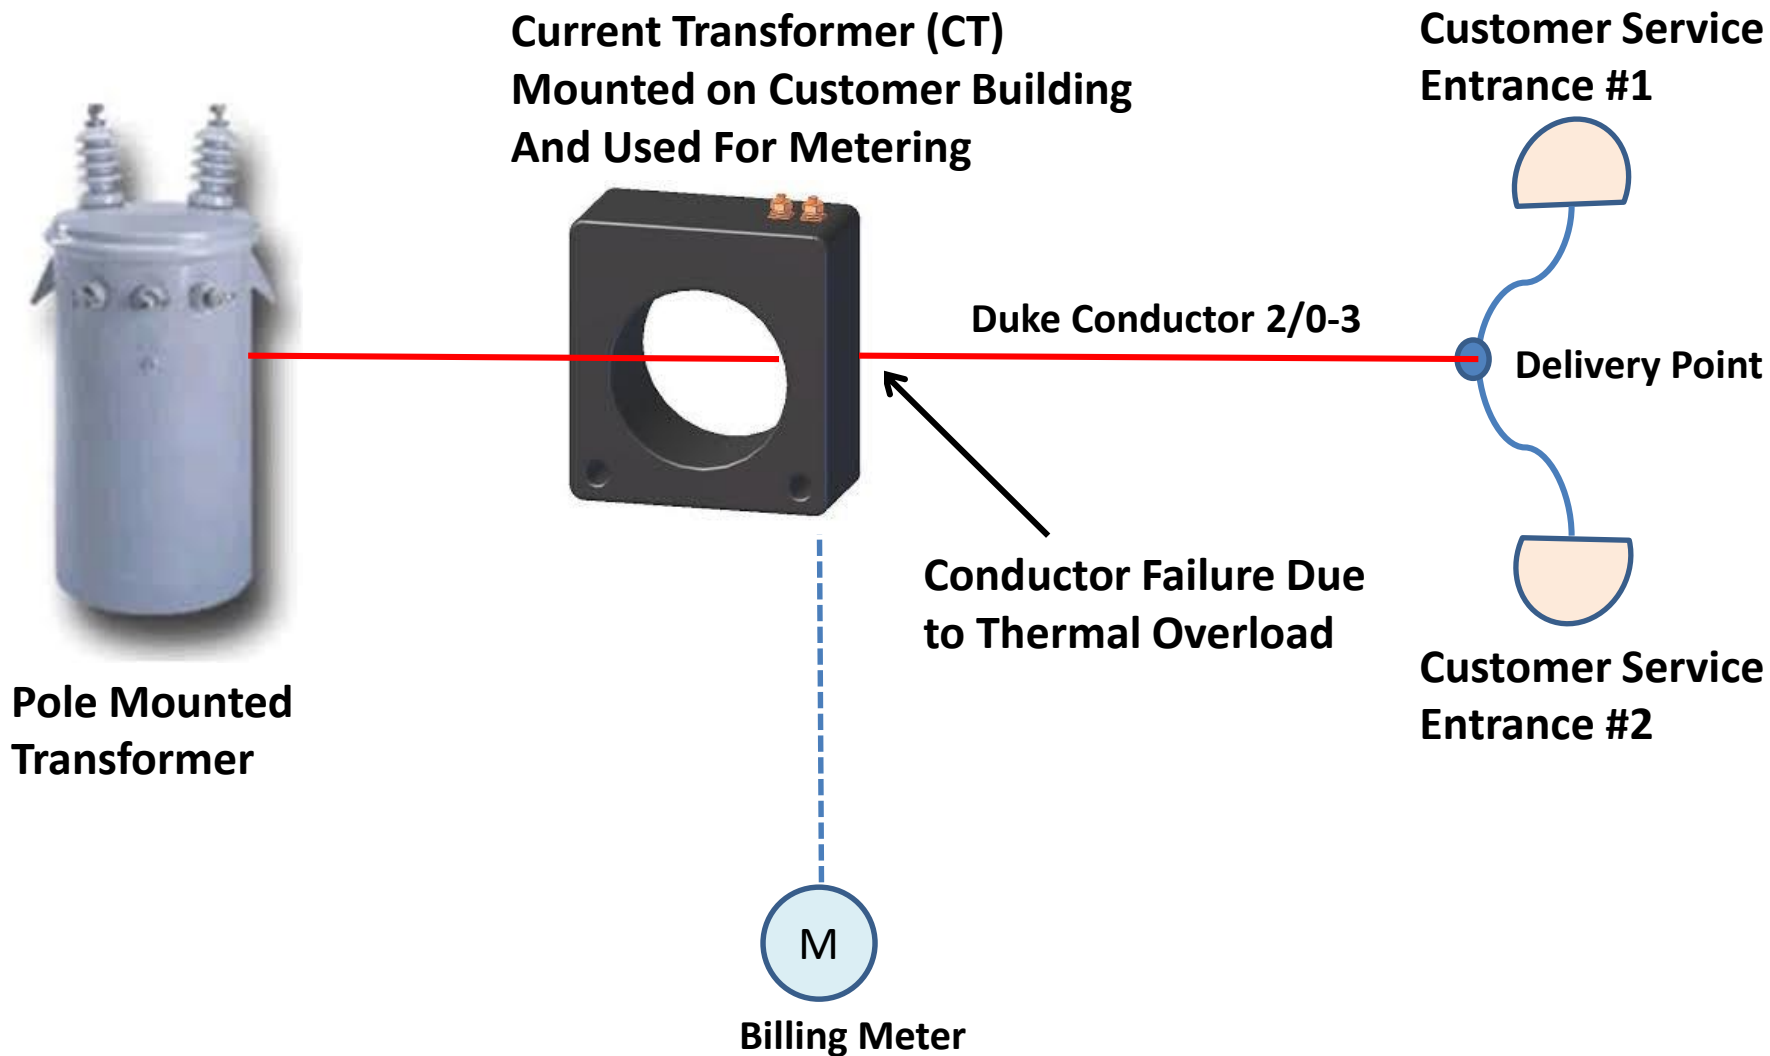 Current Transformer (CT)
Mounted on Customer Building
And Used For Metering
Customer Service
Entrance #1
Duke Conductor 2/0-3
Delivery Point
Conductor Failure Due
to Thermal Overload
Pole Mounted
Transformer
Customer Service
Entrance #2
M
Billing Meter